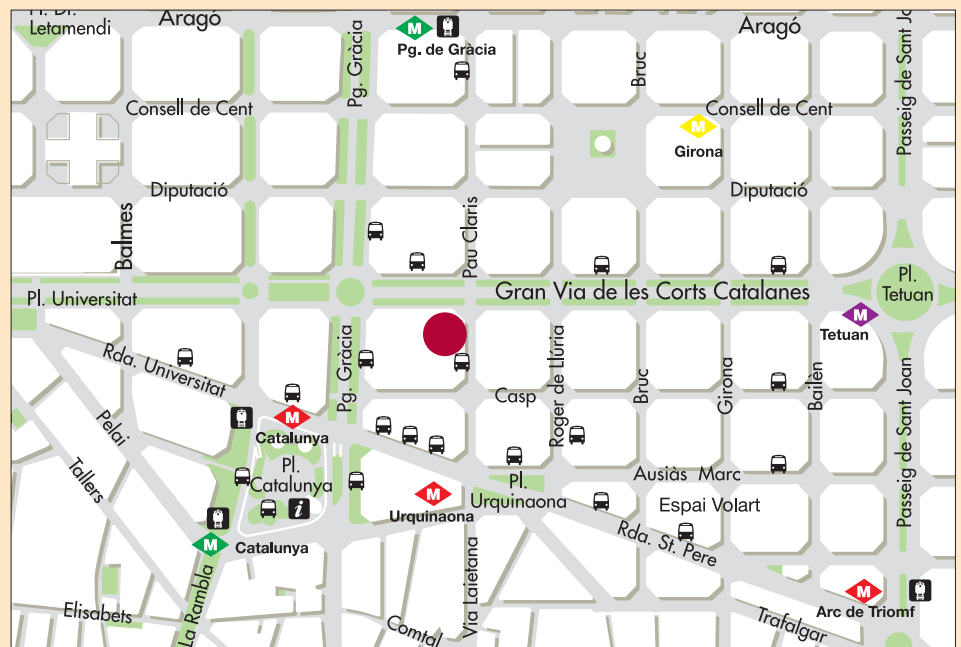 Aragó
Aragó
Letamendi
M
Pg. de Gràcia
Pg. Gràcia
Bruc
Passeig de Sant Jo
Consell de Cent
Consell de Cent
M
Girona
Diputació
Diputació
Balmes
Pau Claris
Pl. Universitat
Gran Via de les Corts Catalanes
Pl.
Tetuan
M
Tetuan
Rda. Universitat
Pg. Gràcia
Roger de Llúria
Bruc
Girona
Bailèn
Passeig de Sant Joan
Casp
M
Catalunya
Pelai
Tallers
Pl.
Catalunya
i
M
Urquinaona
Pl.
Urquinaona
Ausiàs Marc
Espai Volart
Rda. St. Pere
M
Catalunya
La Rambla
Via Laietana
Elisabets
Comtal
Trafalgar
M
Arc de Triomf